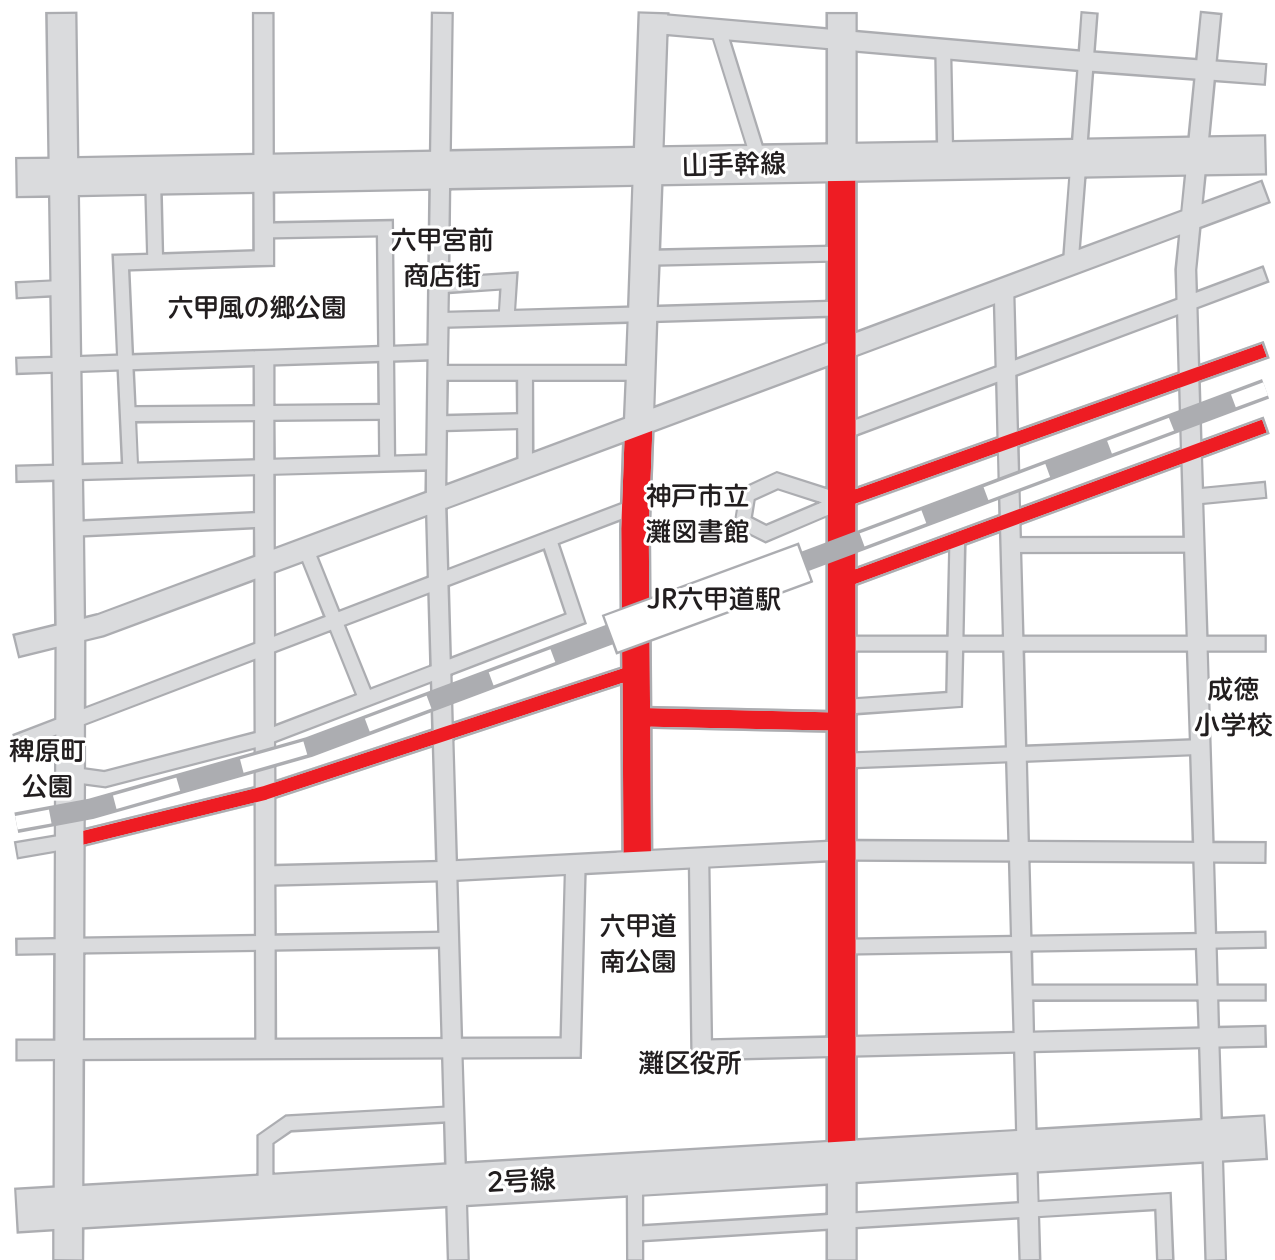 山手幹線
六甲宮前
商店街
六甲風の郷公園
神戸市立
灘図書館
JR六甲道駅
成徳
小学校
稗原町
公園
六甲道
南公園
灘区役所
2号線